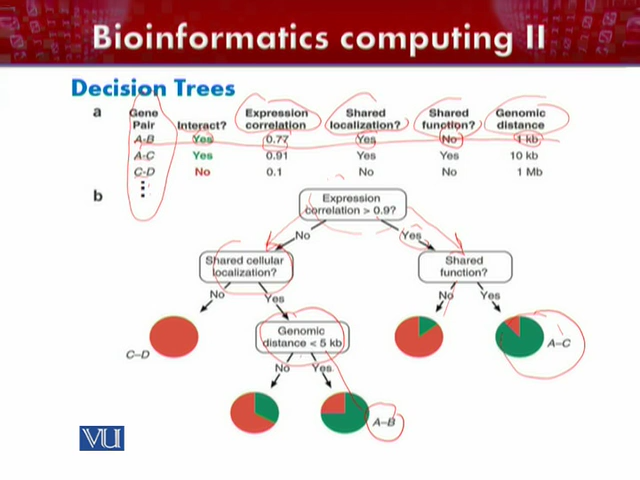 Bioinformatics computing II
Decision Trees
a
Gene Pair Interact? Expression correlation Shared localization? Shared function? Genomic distance
A-B Yes 0.77 Yes No 1 kb
A-C Yes 0.91 Yes Yes 10 kb
C-D No 0.1 No No 1 Mb
b
Expression
correlation > 0.9?
No Yes
Shared cellular
localization?
Shared
function?
No Yes No Yes
Genomic
distance < 5 kb
C–D
A–C
No Yes
A–B
VU